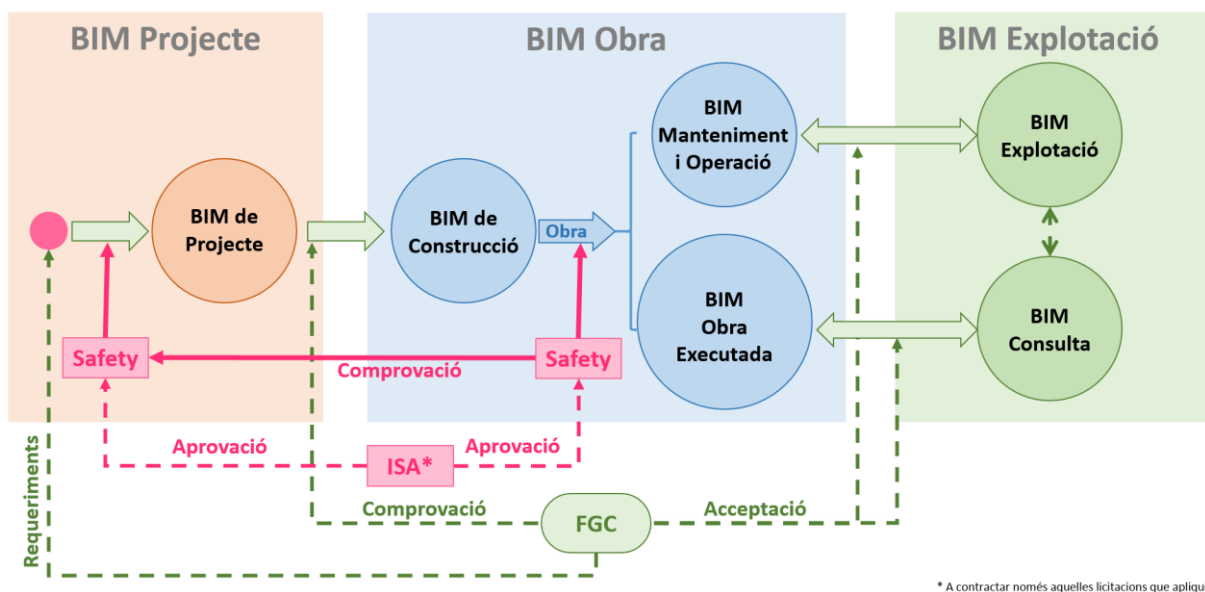 BIM Projecte
BIM Obra
BIM Explotació
BIM de
Projecte
BIM de
Construcció
Obra
BIM
Manteniment
i Operació
BIM
Obra
Executada
BIM
Explotació
BIM
Consulta
Safety
Comprovació
Safety
Aprovació
ISA*
Aprovació
Requeriments
Comprovació
FGC
Acceptació
* A contractar només aquelles licitacions que